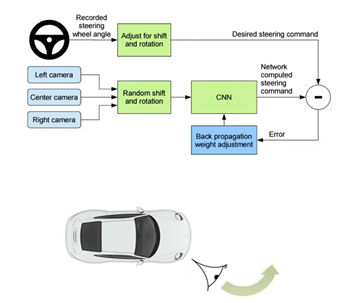 Recorded
steering
wheel angle
Adjust for shift
and rotation
Desired steering command
Left camera
Center camera
Right camera
Random shift
and rotation
CNN
Network
computed
steering
command
-
Back propagation
weight adjustment
Error